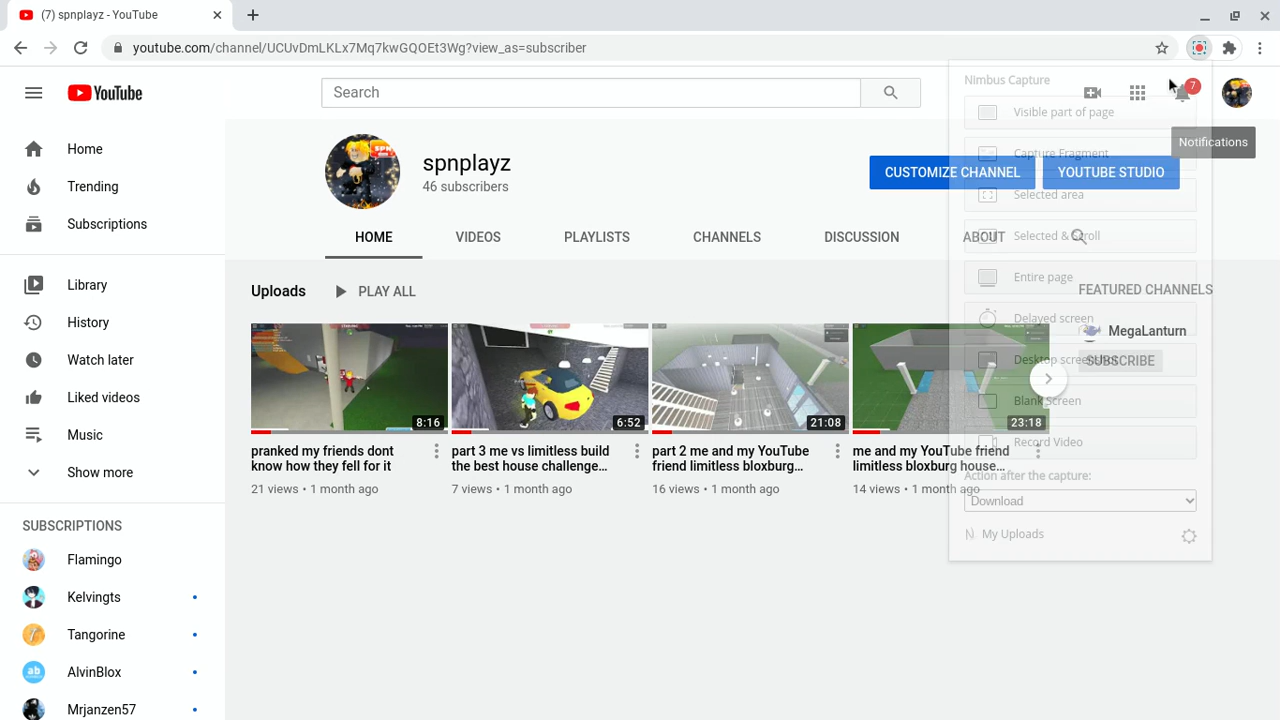 (7) spnplayz - YouTube
youtube.com/channel/UCUvDmLKLx7Mq7kwGQOEt3Wg?view_as=subscriber
YouTube
Search
7
Notifications
Home
Trending
Subscriptions
Library
History
Watch later
Liked videos
Music
Show more
SUBSCRIPTIONS
Flamingo
Kelvingts
Tangorine
AlvinBlox
Mrjanzen57
spnplayz
46 subscribers
CUSTOMIZE CHANNEL
YOUTUBE STUDIO
HOME
VIDEOS
PLAYLISTS
CHANNELS
DISCUSSION
ABOUT
Uploads
PLAY ALL
8:16
pranked my friends dont
know how they fell for it
21 views • 1 month ago
6:52
part 3 me vs limitless build
the best house challenge...
7 views • 1 month ago
21:08
part 2 me and my YouTube
friend limitless bloxburg...
16 views • 1 month ago
23:18
me and my YouTube friend
limitless bloxburg house...
14 views • 1 month ago
FEATURED CHANNELS
MegaLanturn
SUBSCRIBE
Nimbus Capture
Visible part of page
Capture Fragment
Selected area
Selected & Scroll
Entire page
Delayed screen
Desktop
Blank Screen
Record Video
Action after the capture:
Download
My Uploads